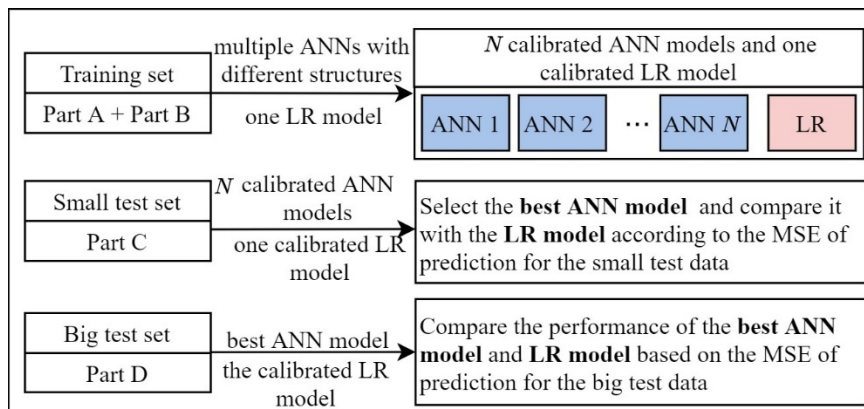 Training set
Part A + Part B
multiple ANNs with
different structures
one LR model
N calibrated ANN models and one
calibrated LR model
ANN 1
ANN 2
···
ANN N
LR
Small test set
Part C
N calibrated ANN
models
one calibrated LR
model
Select the best ANN model and compare it
with the LR model according to the MSE of
prediction for the small test data
Big test set
Part D
best ANN model
the calibrated LR
model
Compare the performance of the best ANN
model and LR model based on the MSE of
prediction for the big test data